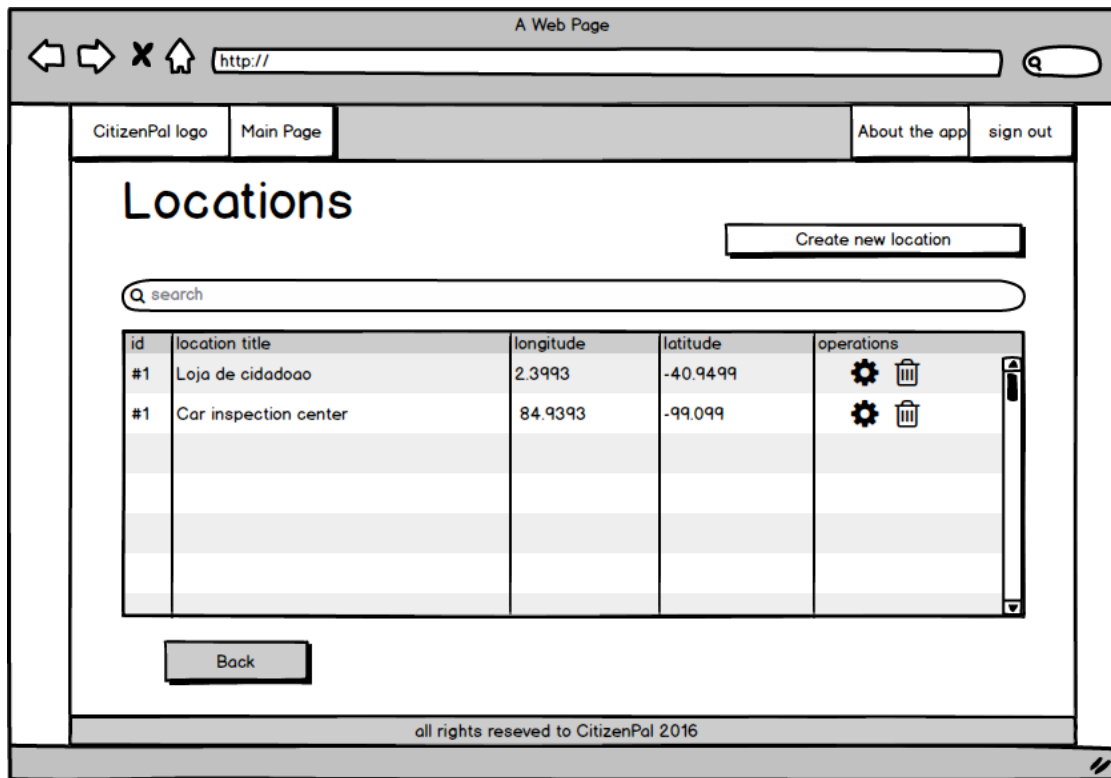 A Web Page
http://
CitizenPal logo Main Page About the app sign out
Locations
Create new location
search
id location title longitude latitude operations
#1 Loja de cidadoao 2.3993 -40.9499
#1 Car inspection center 84.9393 -99.099
Back
all rights reseved to CitizenPal 2016